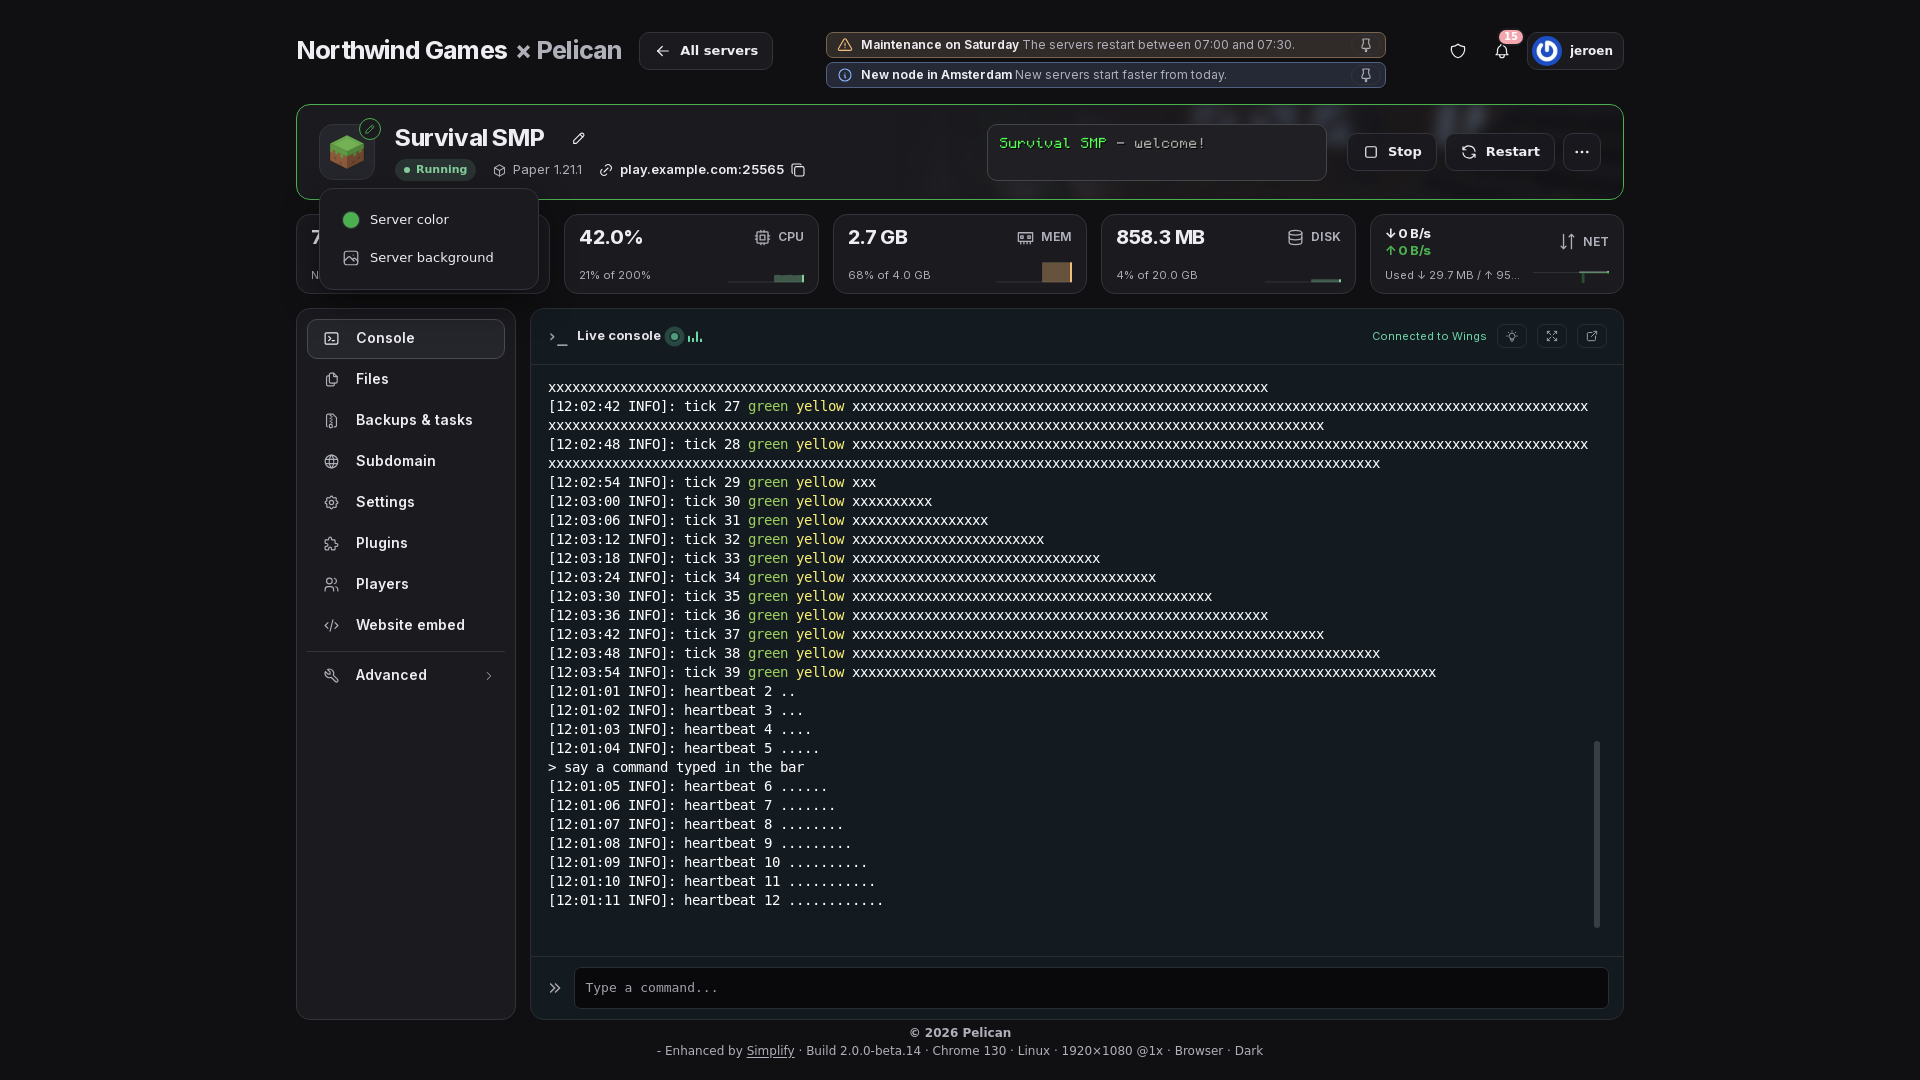 Northwind Games × Pelican
All servers
Maintenance on Saturday The servers restart between 07:00 and 07:30.
New node in Amsterdam New servers start faster from today.
15
jeroen
Survival SMP
Running
Paper 1.21.1
play.example.com:25565
Survival SMP – welcome!
Stop
Restart
Server color
Server background
42.0%
CPU
21% of 200%
2.7 GB
MEM
68% of 4.0 GB
858.3 MB
DISK
4% of 20.0 GB
↓ 0 B/s
↑ 0 B/s
NET
Used ↓ 29.7 MB / ↑ 95...
Console
Files
Backups & tasks
Subdomain
Settings
Plugins
Players
Website embed
Advanced
Live console
Connected to Wings
[12:02:42 INFO]: tick 27 green yellow
[12:02:48 INFO]: tick 28 green yellow
[12:02:54 INFO]: tick 29 green yellow xxx
[12:03:00 INFO]: tick 30 green yellow xxxxxxxxxx
[12:03:06 INFO]: tick 31 green yellow xxxxxxxxxxxxxxxxx
[12:03:12 INFO]: tick 32 green yellow xxxxxxxxxxxxxxxxxxxxxxxx
[12:03:18 INFO]: tick 33 green yellow xxxxxxxxxxxxxxxxxxxxxxxxxxxxxxx
[12:03:24 INFO]: tick 34 green yellow xxxxxxxxxxxxxxxxxxxxxxxxxxxxxxxxxxxxxx
[12:03:30 INFO]: tick 35 green yellow xxxxxxxxxxxxxxxxxxxxxxxxxxxxxxxxxxxxxxxxxxxxx
[12:03:36 INFO]: tick 36 green yellow xxxxxxxxxxxxxxxxxxxxxxxxxxxxxxxxxxxxxxxxxxxxxxxxxxxx
[12:03:42 INFO]: tick 37 green yellow xxxxxxxxxxxxxxxxxxxxxxxxxxxxxxxxxxxxxxxxxxxxxxxxxxxxxxxxxxx
[12:03:48 INFO]: tick 38 green yellow xxxxxxxxxxxxxxxxxxxxxxxxxxxxxxxxxxxxxxxxxxxxxxxxxxxxxxxxxxxxxxxxxx
[12:03:54 INFO]: tick 39 green yellow xxxxxxxxxxxxxxxxxxxxxxxxxxxxxxxxxxxxxxxxxxxxxxxxxxxxxxxxxxxxxxxxxxxxxxxxx
[12:01:01 INFO]: heartbeat 2 ..
[12:01:02 INFO]: heartbeat 3 ...
[12:01:03 INFO]: heartbeat 4 ....
[12:01:04 INFO]: heartbeat 5 .....
> say a command typed in the bar
[12:01:05 INFO]: heartbeat 6 ......
[12:01:06 INFO]: heartbeat 7 .......
[12:01:07 INFO]: heartbeat 8 ........
[12:01:08 INFO]: heartbeat 9 .........
[12:01:09 INFO]: heartbeat 10 ..........
[12:01:10 INFO]: heartbeat 11 ...........
[12:01:11 INFO]: heartbeat 12 ............
Type a command...
© 2026 Pelican
- Enhanced by Simplify · Build 2.0.0-beta.14 · Chrome 130 · Linux · 1920×1080 @1x · Browser · Dark